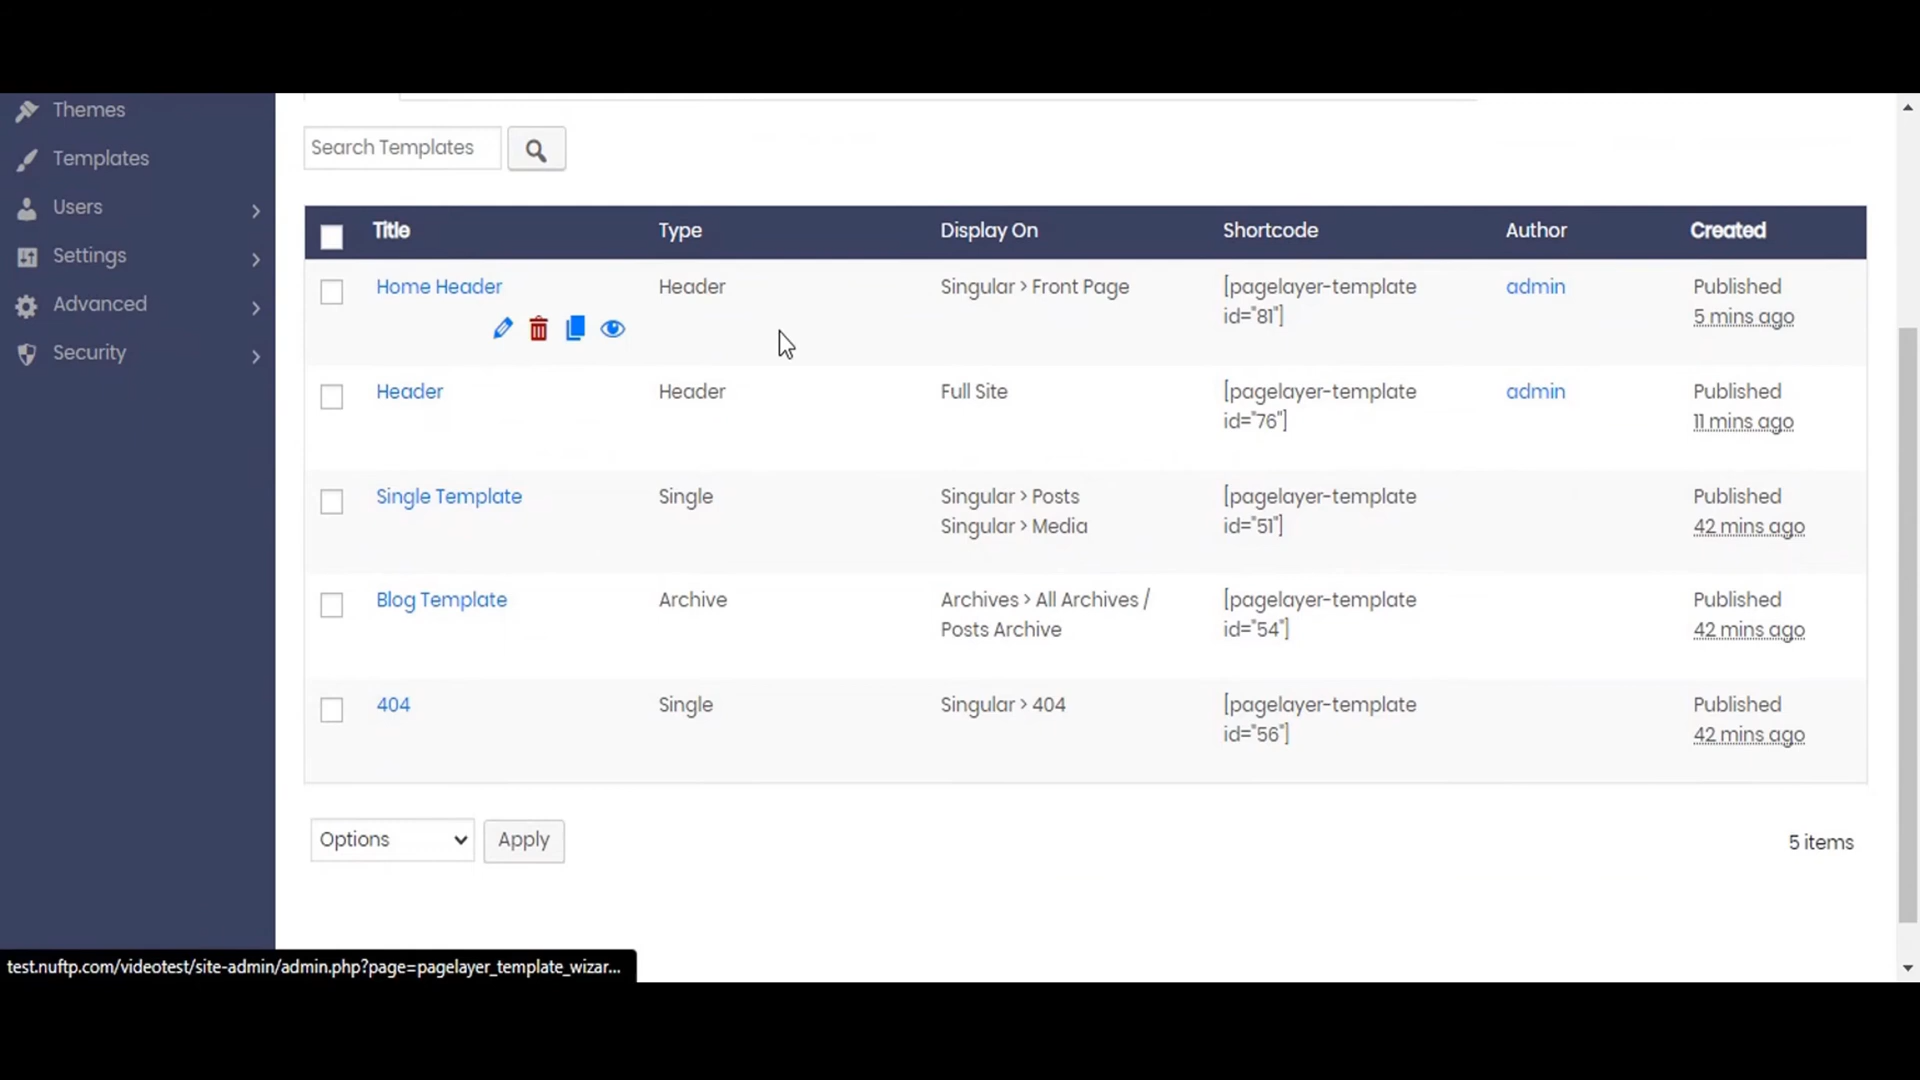 Themes
Templates
Users
Settings
Advanced
Security
Search Templates
Title Type Display On Shortcode Author Created
Home Header Header Singular > Front Page [pagelayer-template admin Published
id="81"] 5 mins ago
Header Header Full Site [pagelayer-template admin Published
id="76"] 11 mins ago
Single Template Single Singular > Posts [pagelayer-template Published
Singular > Media id="51"] 42 mins ago
Blog Template Archive Archives > All Archives / [pagelayer-template Published
Posts Archive id="54"] 42 mins ago
404 Single Singular > 404 [pagelayer-template Published
id="56"] 42 mins ago
Options Apply 5 items
test.nuftp.com/videotest/site-admin/admin.php?page=pagelayer_template_wizar...